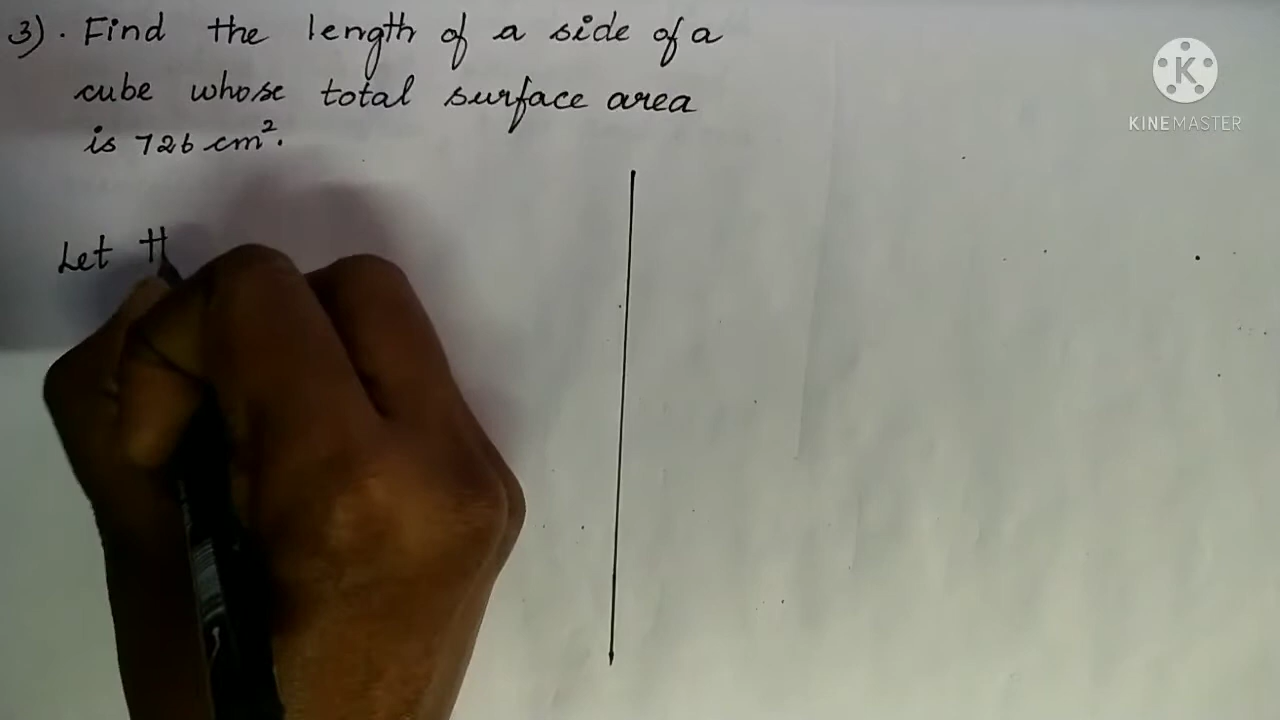 3). Find the length of a side of a
cube whose total surface area
is 726 cm².
Let
K
KINEMASTER